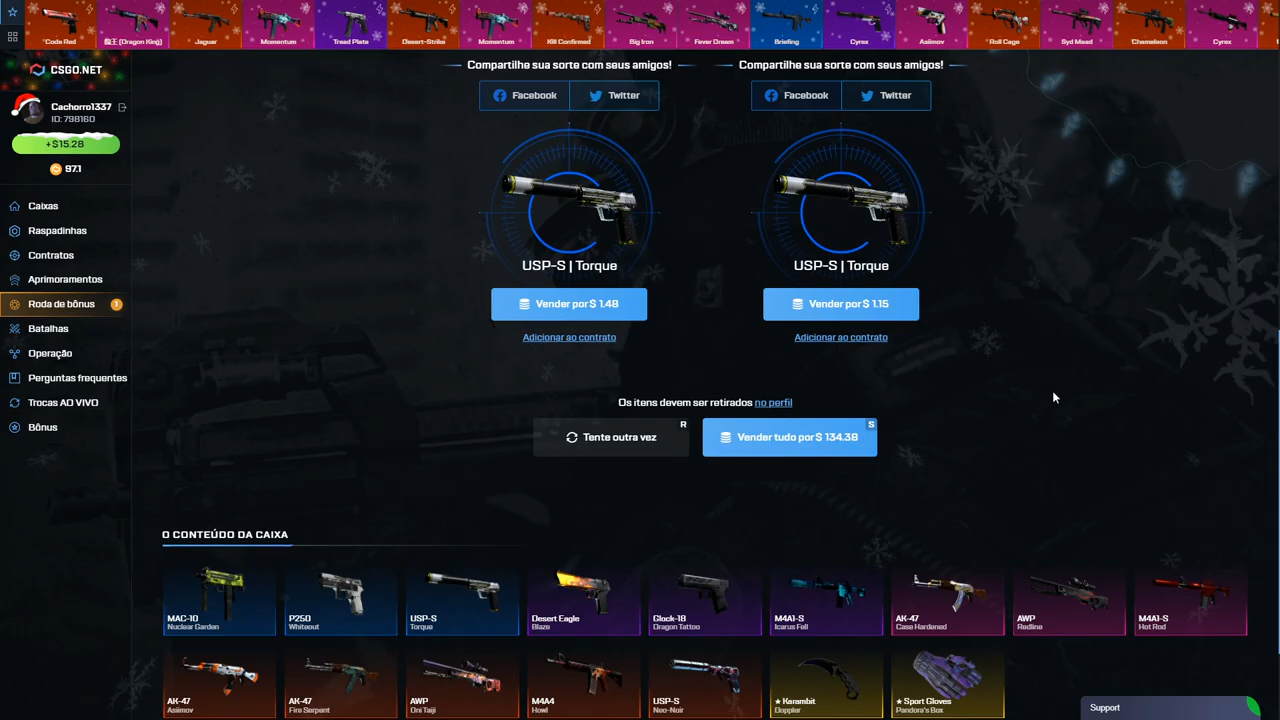 Code Red
龍王 (Dragon King)
Jaguar
Momentum
Tread Plate
Desert-Strike
Momentum
Kill Confirmed
Big Iron
Fever Dream
Briefing
Cyrex
Asiimov
Roll Cage
Syd Mead
Chameleon
Cyrex
CSGO.NET
Cachorro1337
ID: 798160
+$15.28
97.1
Caixas
Raspadinhas
Contratos
Aprimoramentos
Roda de bônus
1
Batalhas
Operação
Perguntas frequentes
Trocas AO VIVO
Bônus
Compartilhe sua sorte com seus amigos!
Facebook
Twitter
USP-S | Torque
Vender por $ 1.48
Adicionar ao contrato
Compartilhe sua sorte com seus amigos!
Facebook
Twitter
USP-S | Torque
Vender por $ 1.15
Adicionar ao contrato
Os itens devem ser retirados no perfil
Tente outra vez
R
Vender tudo por $ 134.38
S
O CONTEÚDO DA CAIXA
MAC-10
Nuclear Garden
P250
Whiteout
USP-S
Torque
Desert Eagle
Blaze
Glock-18
Dragon Tattoo
M4A1-S
Icarus Fell
AK-47
Case Hardened
AWP
Redline
M4A1-S
Hot Rod
AK-47
Asiimov
AK-47
Fire Serpent
AWP
Oni Taiji
M4A4
Howl
USP-S
Neo-Noir
★ Karambit
Doppler
★ Sport Gloves
Pandora's Box
Support